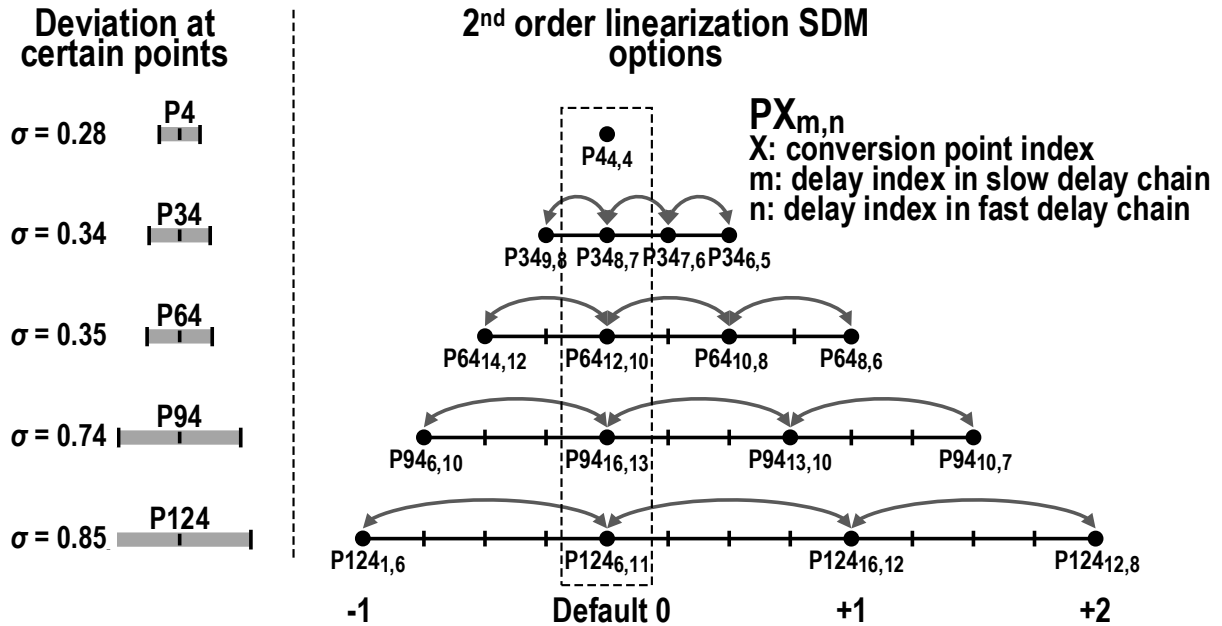 Deviation at
certain points
2nd order linearization SDM
options
P4
σ = 0.28
P44,4
PXm,n
X: conversion point index
m: delay index in slow delay chain
n: delay index in fast delay chain
P34
σ = 0.34
P349,8 P348,7 P347,6 P346,5
P64
σ = 0.35
P6414,12 P6412,10 P6410,8 P648,6
P94
σ = 0.74
P946,10 P9416,13 P9413,10 P9410,7
P124
σ = 0.85
P1241,6 P1246,11 P12416,12 P12412,8
-1 Default 0 +1 +2